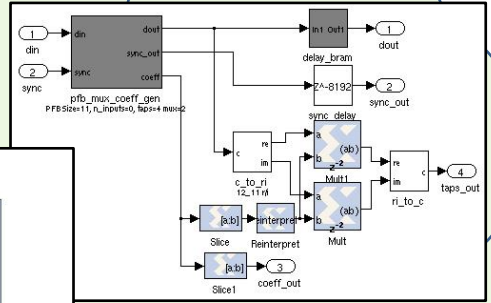 1
din
2
sync
din
sync
dout
sync_out
coeff
pfb_mux_coeff_gen
PFBSize=11, n_inputs=0, taps=4 mux=2
In1 Out1
delay_bram
1
dout
Z^-8192
sync_delay
2
sync_out
c
re
im
c_to_ri
12_11 r/i
a
b
(ab)
z-2
Mult1
a
b
(ab)
z-2
Mult
re
im
c
ri_to_c
4
taps_out
[a:b]
Slice
einterpret
Reinterpret
[a:b]
Slice1
3
coeff_out